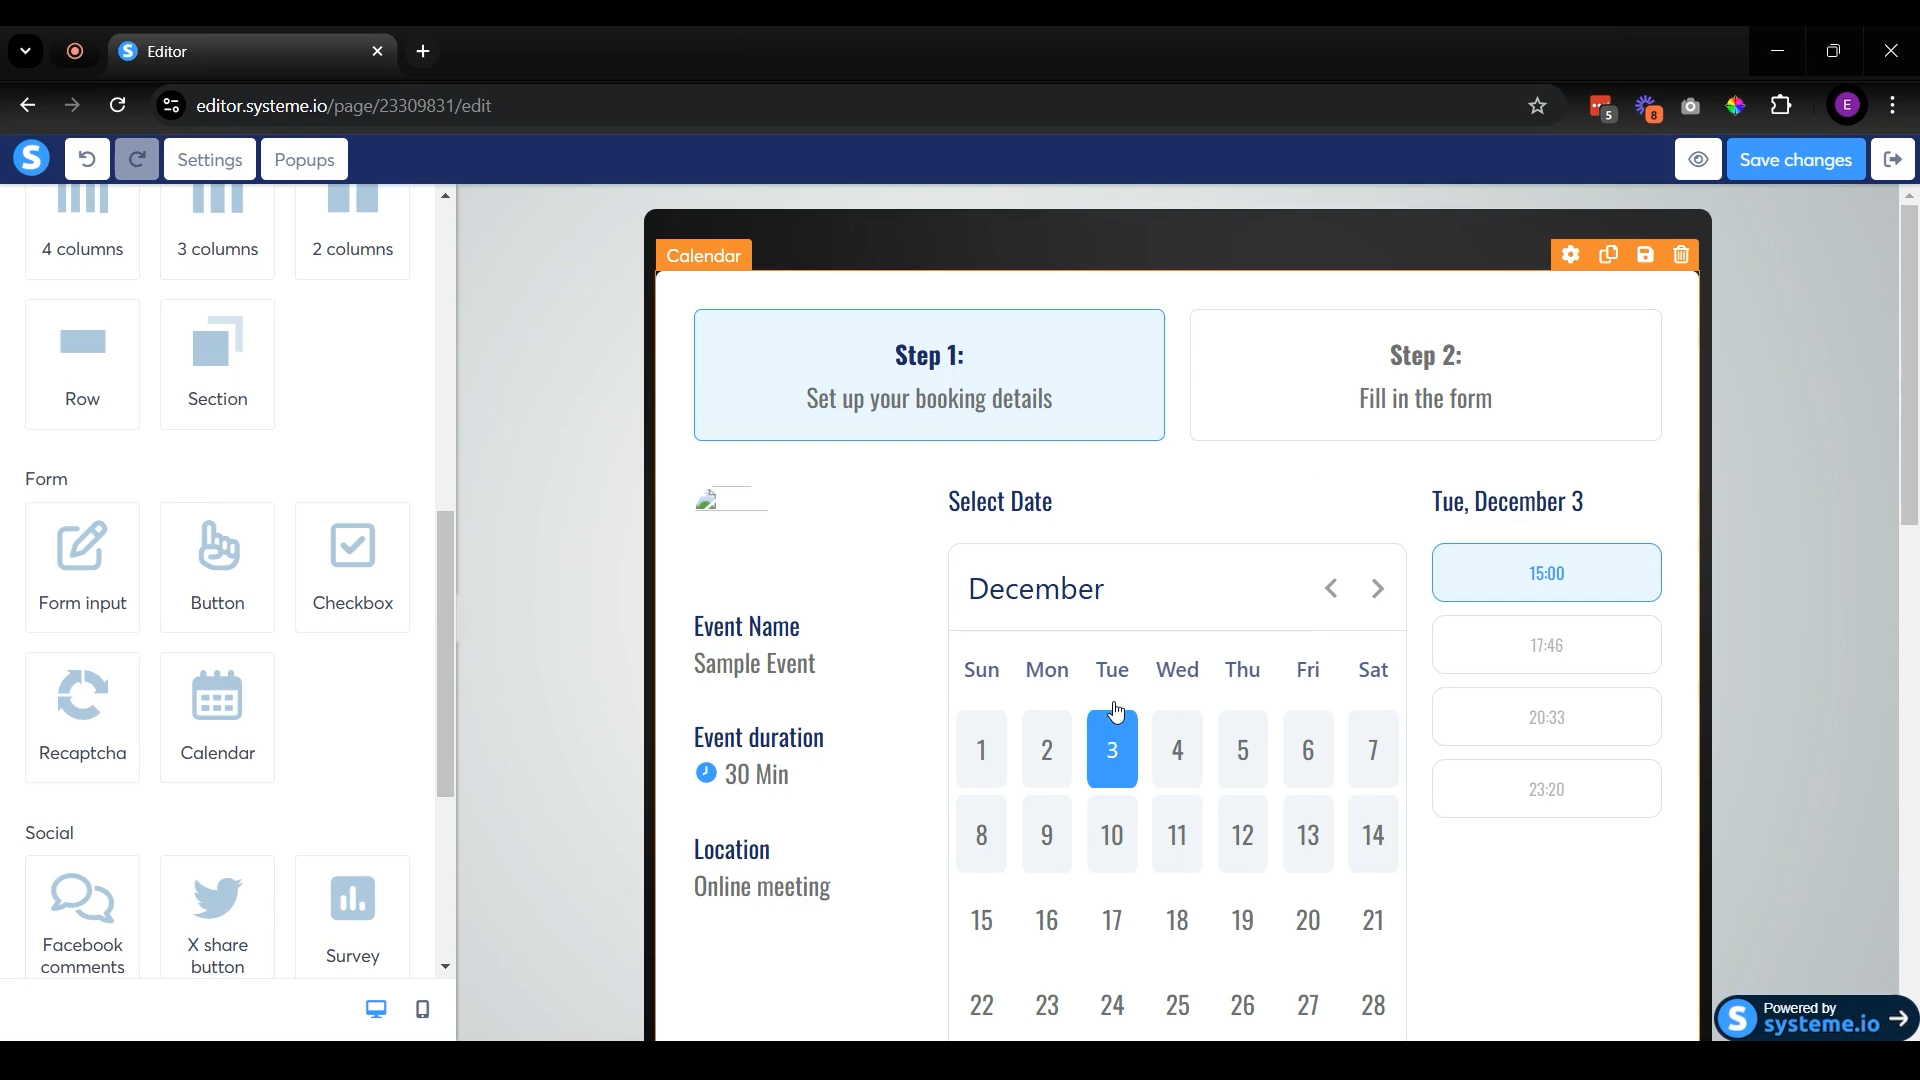 Editor
editor.systeme.io/page/23309831/edit
5
8
E
S
Settings
Popups
Save changes
4 columns
3 columns
2 columns
Row
Section
Form
Form input
Button
Checkbox
Recaptcha
Calendar
Social
Facebook
comments
X share
button
Survey
Calendar
Step 1:
Set up your booking details
Step 2:
Fill in the form
Event Name
Sample Event
Event duration
30 Min
Location
Online meeting
Select Date
December
Sun Mon Tue Wed Thu Fri Sat
1 2 3 4 5 6 7
8 9 10 11 12 13 14
15 16 17 18 19 20 21
22 23 24 25 26 27 28
Tue, December 3
15:00
17:46
20:33
23:20
Powered by
systeme.io